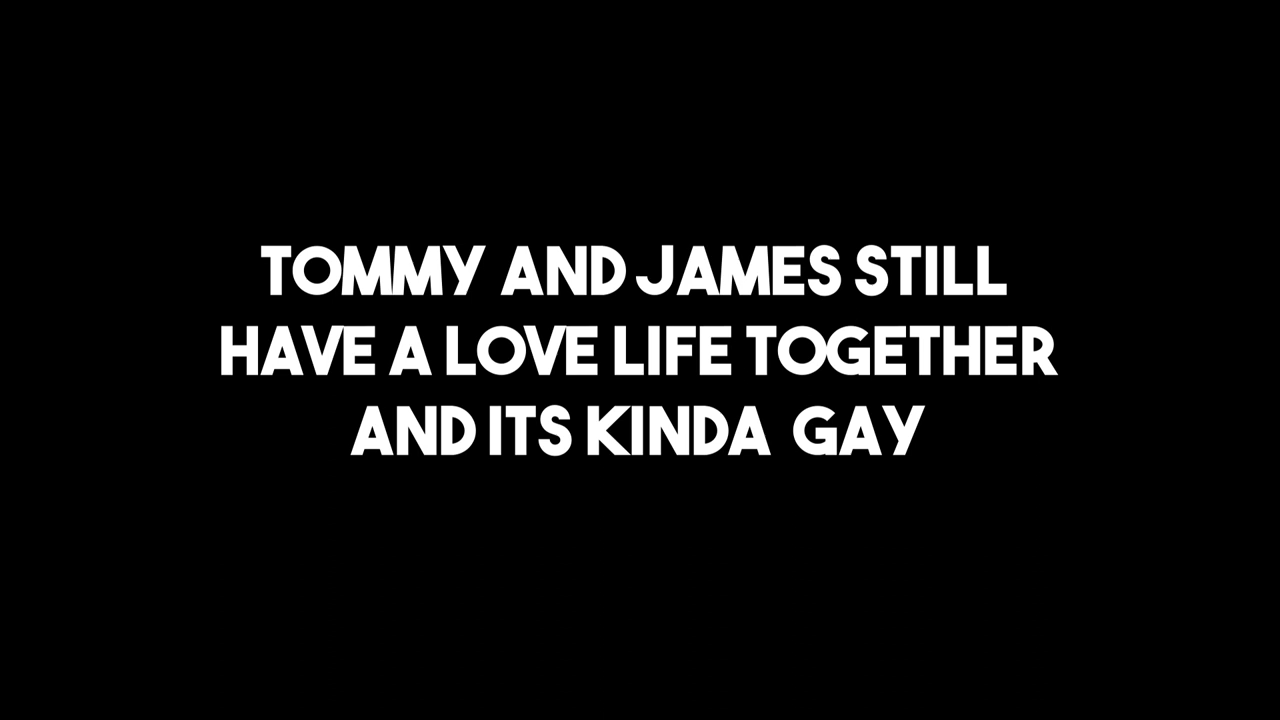 TOMMY AND JAMES STILL
HAVE A LOVE LIFE TOGETHER
AND ITS KINDA GAY